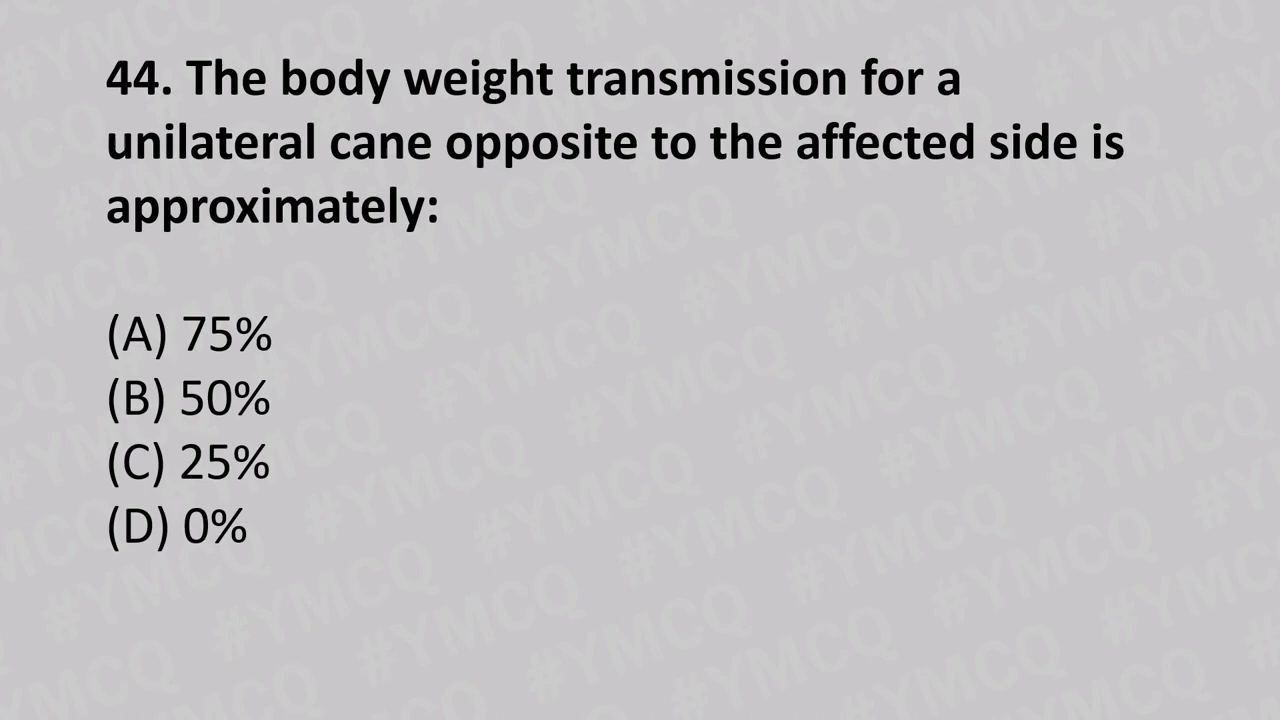 44. The body weight transmission for a
unilateral cane opposite to the affected side is
approximately:
(A) 75%
(B) 50%
(C) 25%
(D) 0%
#YMCQ